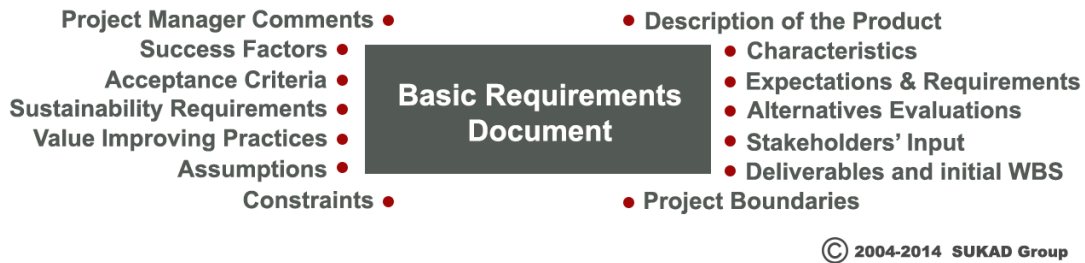 Project Manager Comments
Success Factors
Acceptance Criteria
Sustainability Requirements
Value Improving Practices
Assumptions
Constraints
Basic Requirements
Document
Description of the Product
Characteristics
Expectations & Requirements
Alternatives Evaluations
Stakeholders’ Input
Deliverables and initial WBS
Project Boundaries
© 2004-2014 SUKAD Group